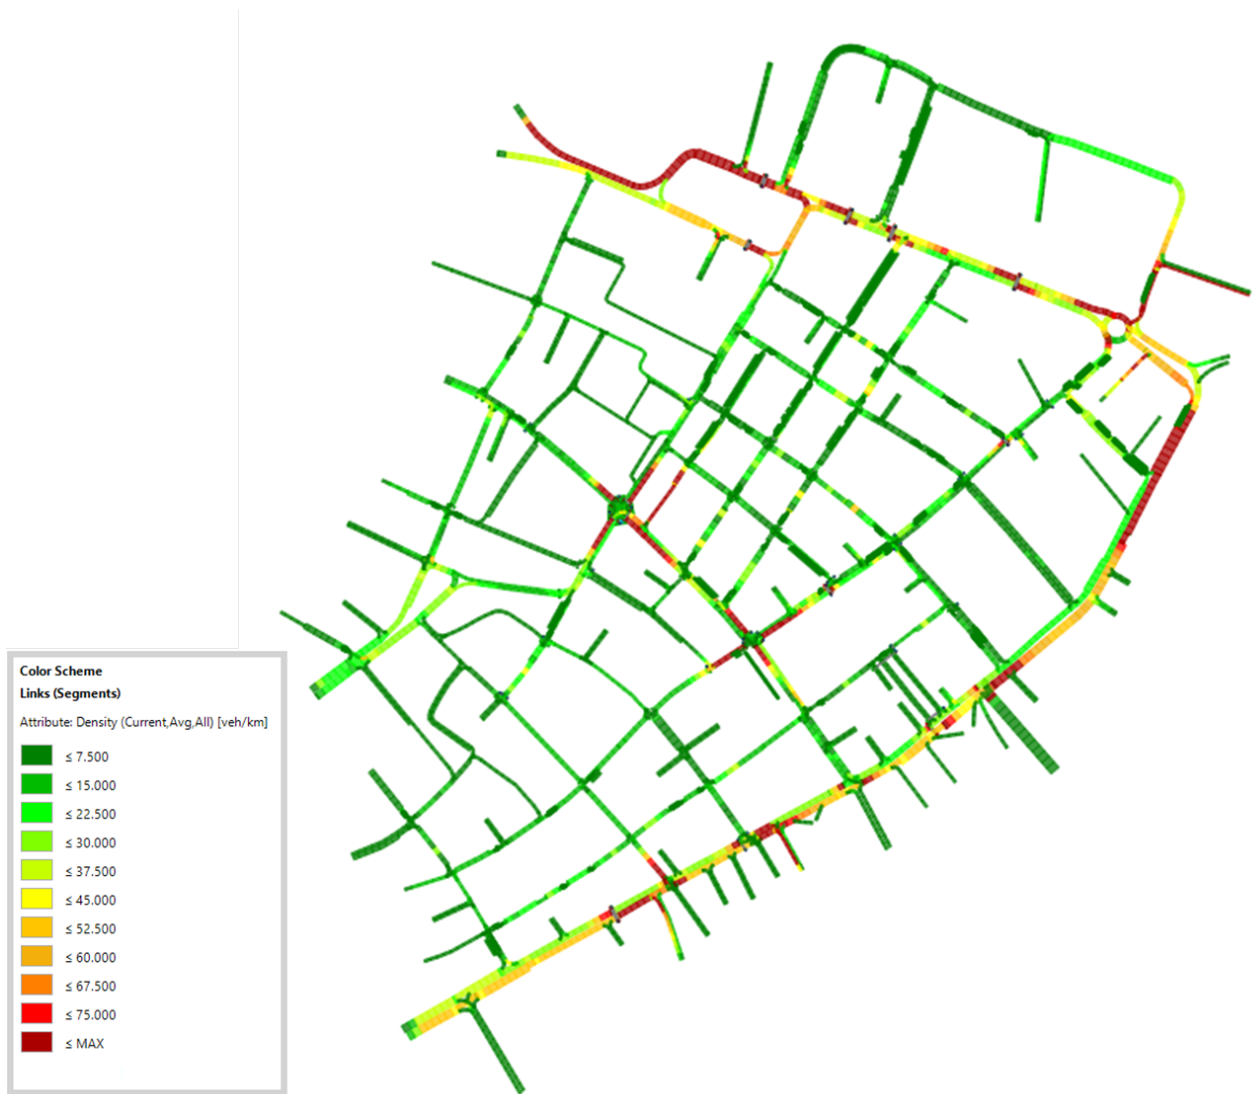 Color Scheme
Links (Segments)
Attribute: Density (Current,Avg,All) [veh/km]
≤ 7.500
≤ 15.000
≤ 22.500
≤ 30.000
≤ 37.500
≤ 45.000
≤ 52.500
≤ 60.000
≤ 67.500
≤ 75.000
≤ MAX